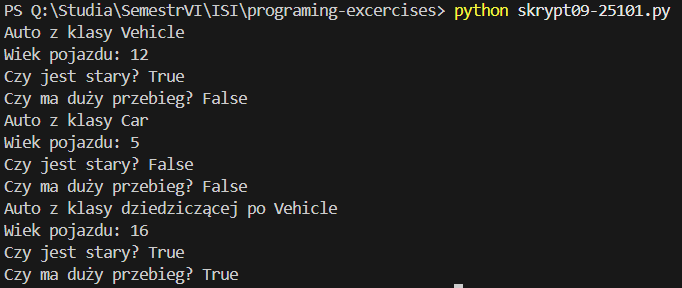 PS Q:\Studia\SemestrVI\ISI\programing-excercises> python skrypt09-25101.py
Auto z klasy Vehicle
Wiek pojazdu: 12
Czy jest stary? True
Czy ma duży przebieg? False
Auto z klasy Car
Wiek pojazdu: 5
Czy jest stary? False
Czy ma duży przebieg? False
Auto z klasy dziedziczącej po Vehicle
Wiek pojazdu: 16
Czy jest stary? True
Czy ma duży przebieg? True